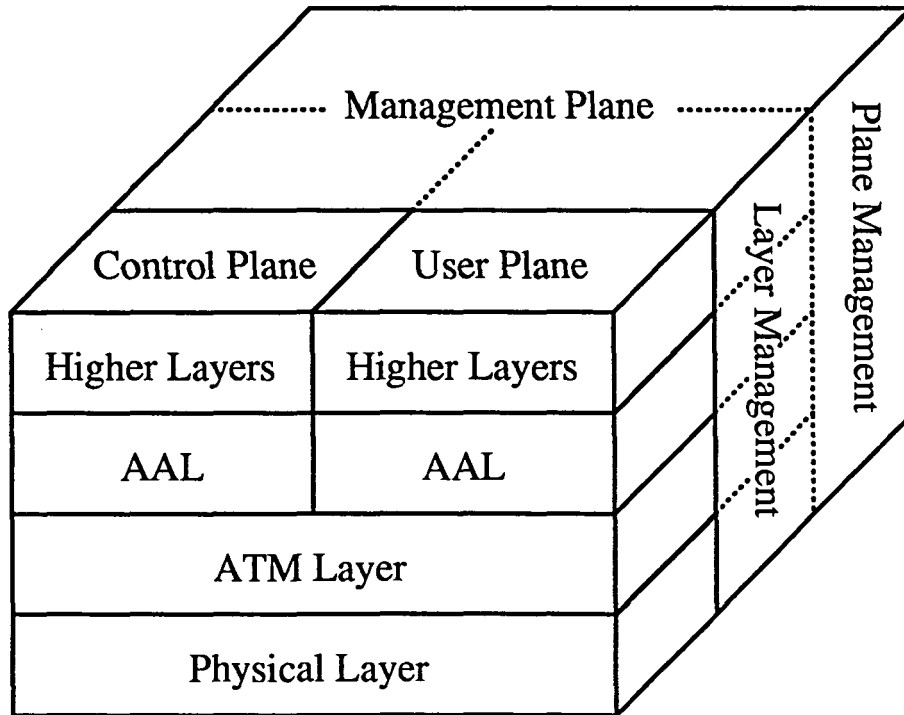 Management Plane
Plane Management
Layer Management
Control Plane
User Plane
Higher Layers
Higher Layers
AAL
AAL
ATM Layer
Physical Layer